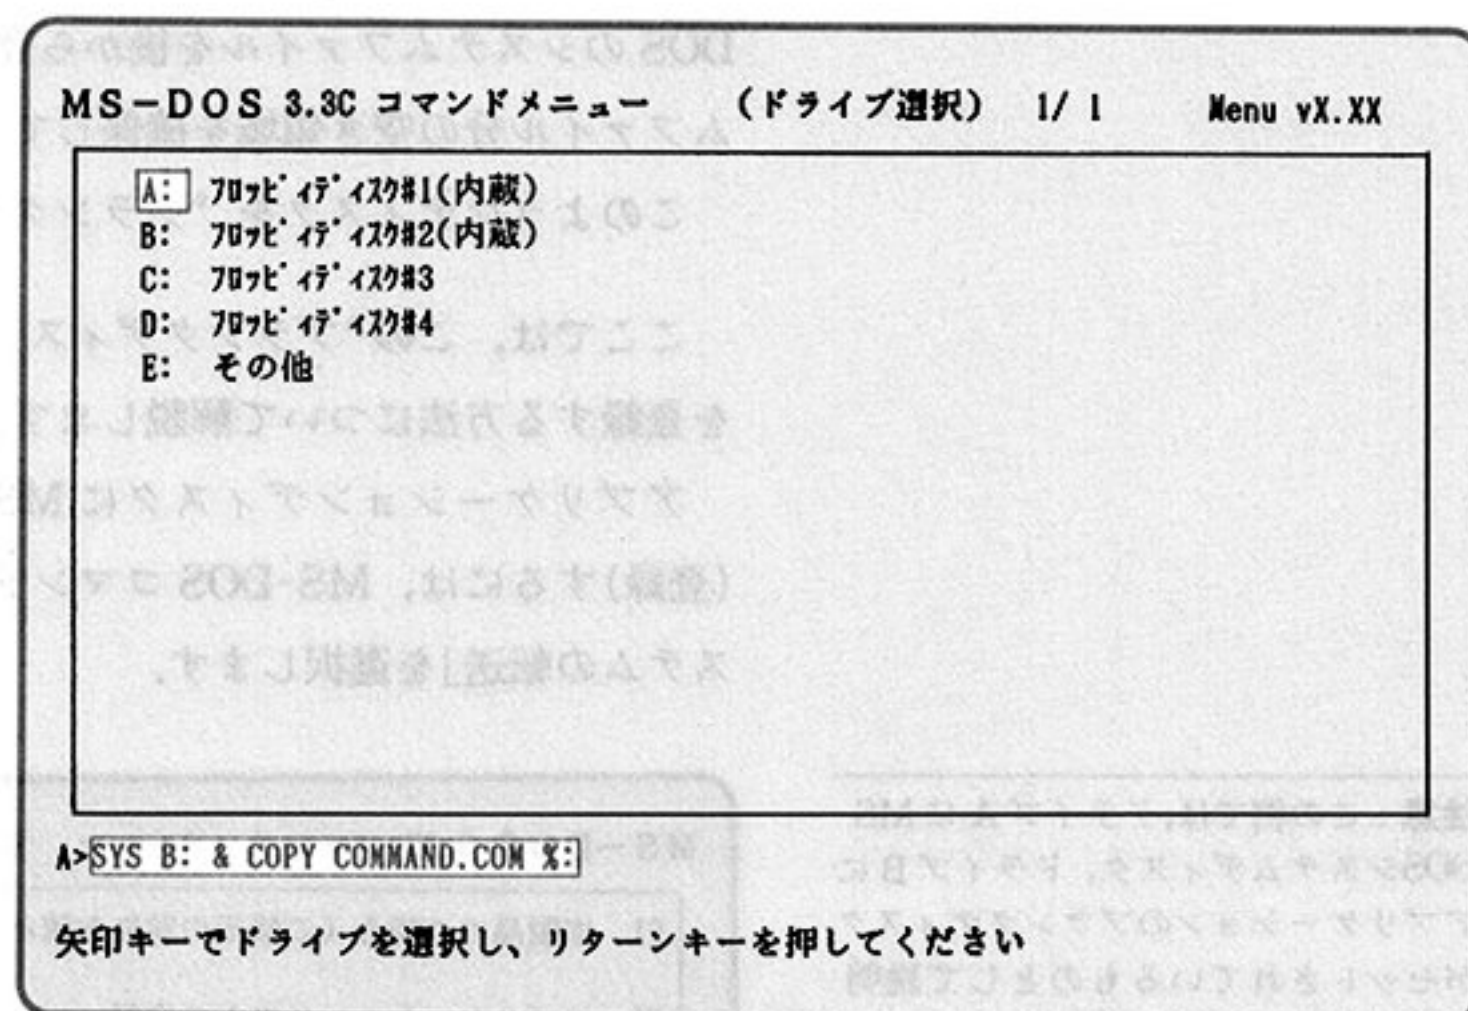 MS-DOS 3.3C コマンドメニュー （ドライブ選択） 1/ 1 Menu vX.XX
A: ﾌﾛｯﾋﾟｨﾃﾞｨｽｸ#1(内蔵)
B: ﾌﾛｯﾋﾟｨﾃﾞｨｽｸ#2(内蔵)
C: ﾌﾛｯﾋﾟｨﾃﾞｨｽｸ#3
D: ﾌﾛｯﾋﾟｨﾃﾞｨｽｸ#4
E: その他
A>SYS B: & COPY COMMAND.COM %:
矢印キーでドライブを選択し、リターンキーを押してください